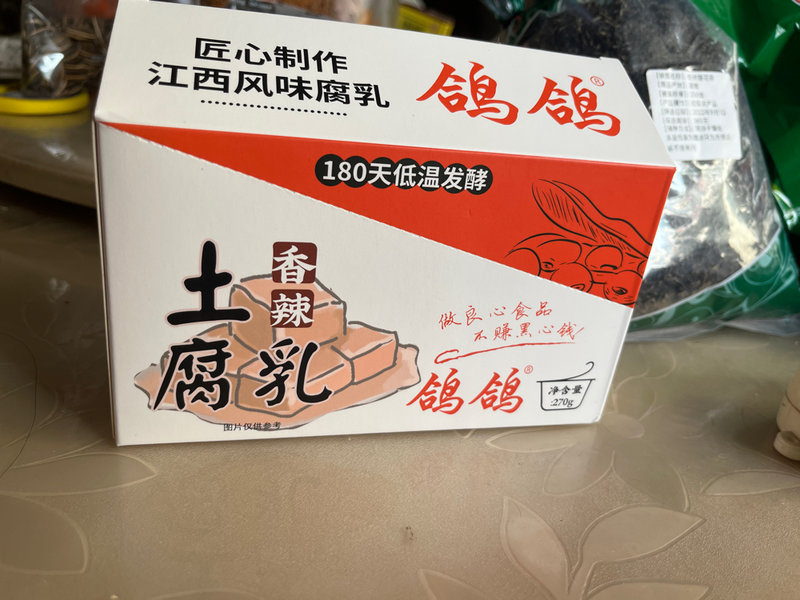 匠心制作
江西风味腐乳
鸽鸽®
180天低温发酵
香辣
土腐乳
做良心食品
不赚黑心钱
鸽鸽®
净含量
:270g
图片仅供参考